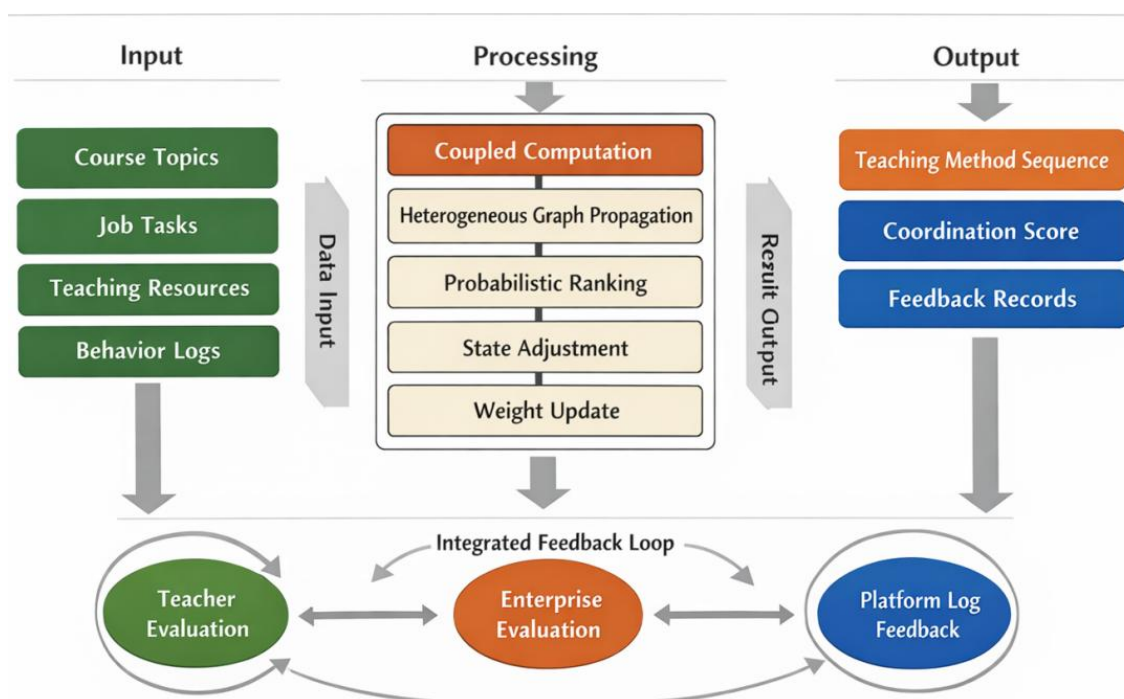 Input
Processing
Output
Course Topics
Job Tasks
Teaching Resources
Behavior Logs
Data Input
Coupled Computation
Heterogeneous Graph Propagation
Probabilistic Ranking
State Adjustment
Weight Update
Rezuit Output
Teaching Method Sequence
Coordination Score
Feedback Records
Integrated Feedback Loop
Teacher
Evaluation
Enterprise
Evaluation
Platform Log
Feedback